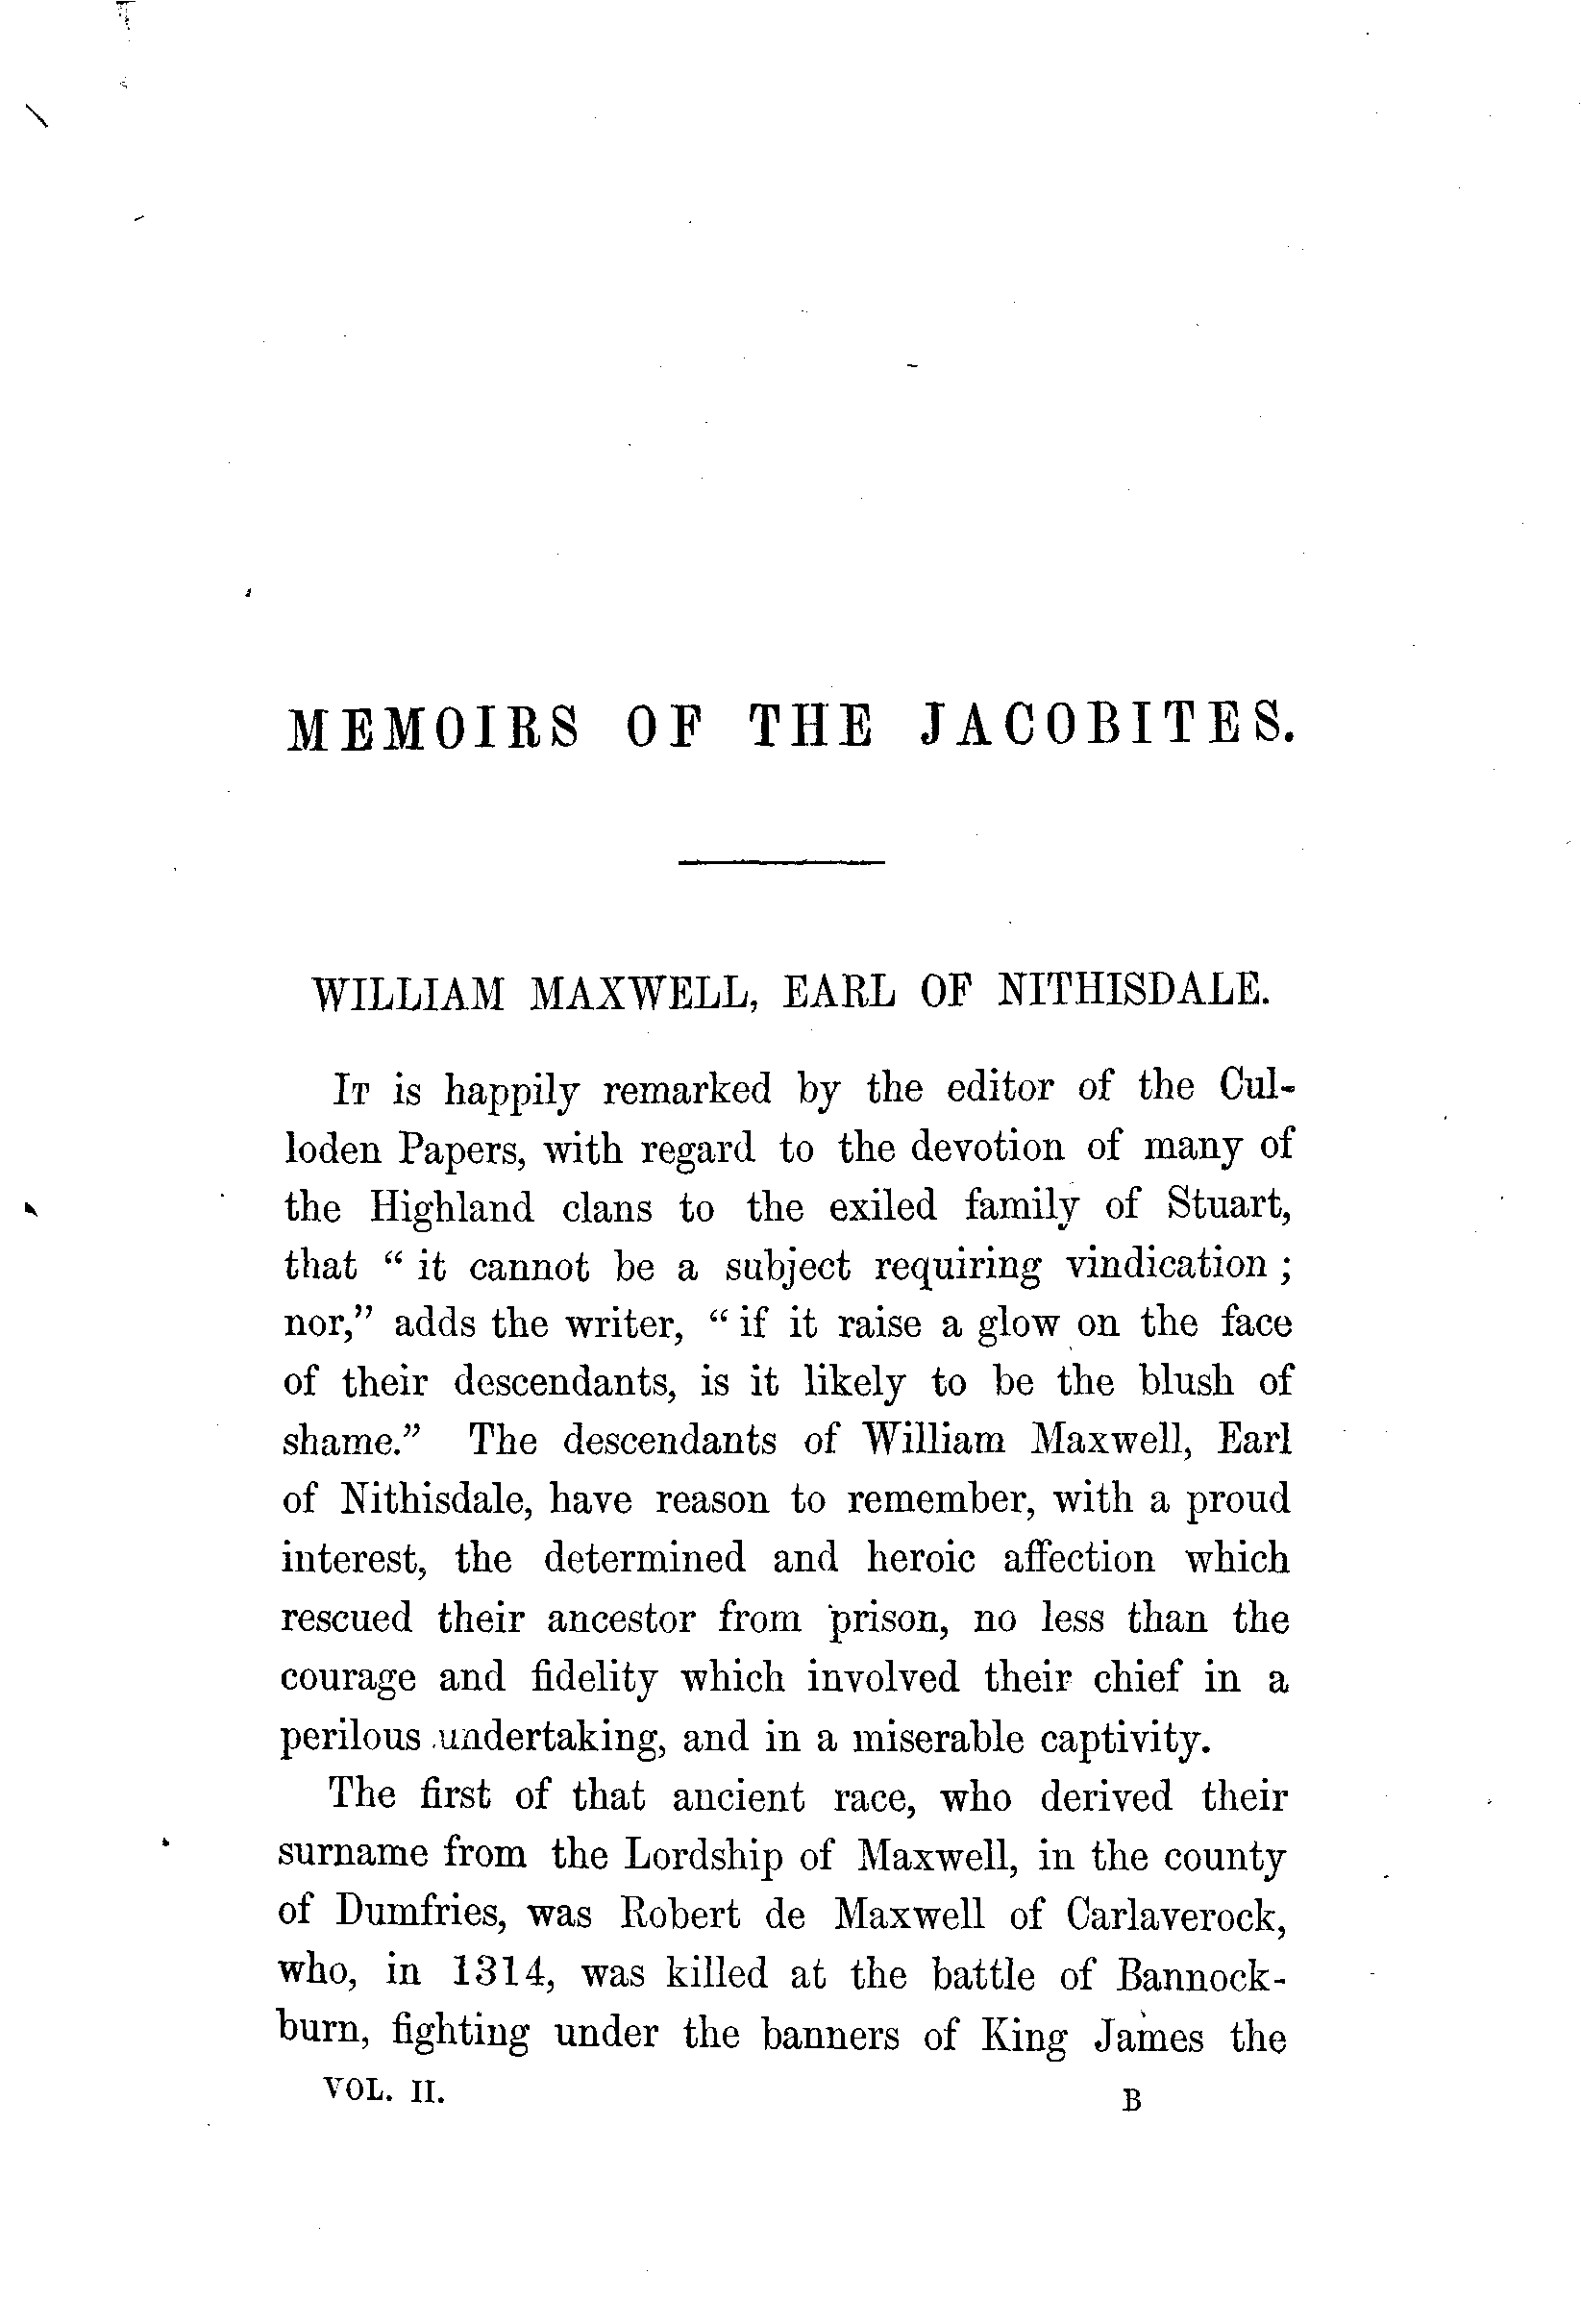 MEMOIRS OF THE JACOBITES.
WILLIAM MAXWELL, EARL OF NITHISDALE.
IT is happily remarked by the editor of the Cul-
loden Papers, with regard to the devotion of many of
the Highland clans to the exiled family of Stuart,
that “ it cannot be a subject requiring vindication ;
nor,” adds the writer, “ if it raise a glow on the face
of their descendants, is it likely to be the blush of
shame.” The descendants of William Maxwell, Earl
of Nithisdale, have reason to remember, with a proud
interest, the determined and heroic affection which
rescued their ancestor from prison, no less than the
courage and fidelity which involved their chief in a
perilous undertaking, and in a miserable captivity.
The first of that ancient race, who derived their
surname from the Lordship of Maxwell, in the county
of Dumfries, was Robert de Maxwell of Carlaverock,
who, in 1314, was killed at the battle of Bannock-
burn, fighting under the banners of King James the
VOL. II. B